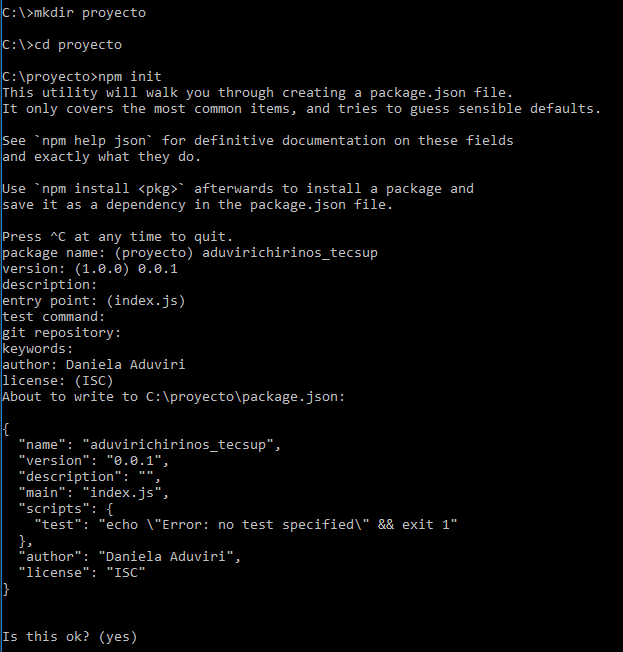 C:\>mkdir proyecto
C:\>cd proyecto
C:\proyecto>npm init
This utility will walk you through creating a package.json file.
It only covers the most common items, and tries to guess sensible defaults.
See `npm help json` for definitive documentation on these fields
and exactly what they do.
Use `npm install <pkg>` afterwards to install a package and
save it as a dependency in the package.json file.
Press ^C at any time to quit.
package name: (proyecto) aduvirichirinos_tecsup
version: (1.0.0) 0.0.1
description:
entry point: (index.js)
test command:
git repository:
keywords:
author: Daniela Aduviri
license: (ISC)
About to write to C:\proyecto\package.json:
{
  "name": "aduvirichirinos_tecsup",
  "version": "0.0.1",
  "description": "",
  "main": "index.js",
  "scripts": {
    "test": "echo \"Error: no test specified\" && exit 1"
  },
  "author": "Daniela Aduviri",
  "license": "ISC"
}
Is this ok? (yes)